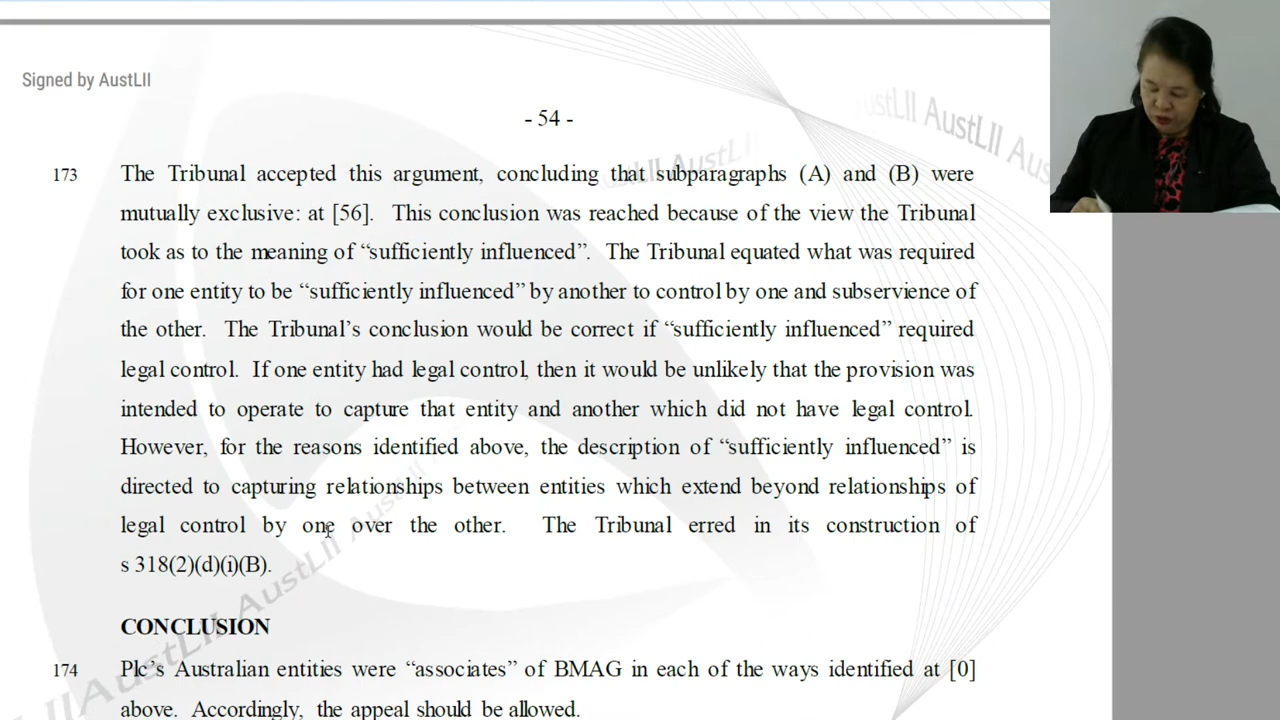 Signed by AustLII
- 54 -
173 The Tribunal accepted this argument, concluding that subparagraphs (A) and (B) were
mutually exclusive: at [56]. This conclusion was reached because of the view the Tribunal
took as to the meaning of “sufficiently influenced”. The Tribunal equated what was required
for one entity to be “sufficiently influenced” by another to control by one and subservience of
the other. The Tribunal’s conclusion would be correct if “sufficiently influenced” required
legal control. If one entity had legal control, then it would be unlikely that the provision was
intended to operate to capture that entity and another which did not have legal control.
However, for the reasons identified above, the description of “sufficiently influenced” is
directed to capturing relationships between entities which extend beyond relationships of
legal control by one over the other. The Tribunal erred in its construction of
s 318(2)(d)(i)(B).
CONCLUSION
174 Plc’s Australian entities were “associates” of BMAG in each of the ways identified at [0]
above. Accordingly, the appeal should be allowed.
AustLII AustLII
AustLII AustLII AustLII